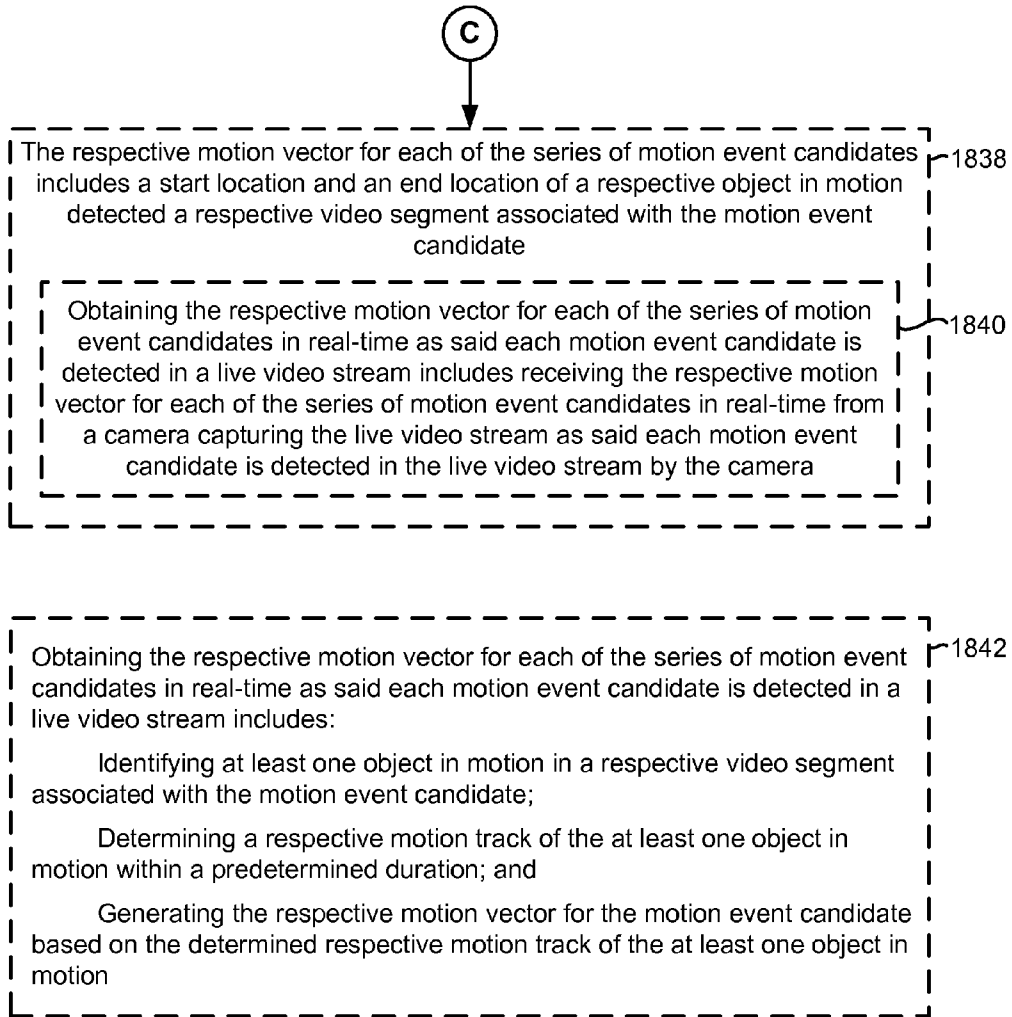 C
The respective motion vector for each of the series of motion event candidates
includes a start location and an end location of a respective object in motion
detected a respective video segment associated with the motion event
candidate
1838
Obtaining the respective motion vector for each of the series of motion
event candidates in real-time as said each motion event candidate is
detected in a live video stream includes receiving the respective motion
vector for each of the series of motion event candidates in real-time from
a camera capturing the live video stream as said each motion event
candidate is detected in the live video stream by the camera
1840
Obtaining the respective motion vector for each of the series of motion event
candidates in real-time as said each motion event candidate is detected in a
live video stream includes:
Identifying at least one object in motion in a respective video segment
associated with the motion event candidate;
Determining a respective motion track of the at least one object in
motion within a predetermined duration; and
Generating the respective motion vector for the motion event candidate
based on the determined respective motion track of the at least one object in
motion
1842